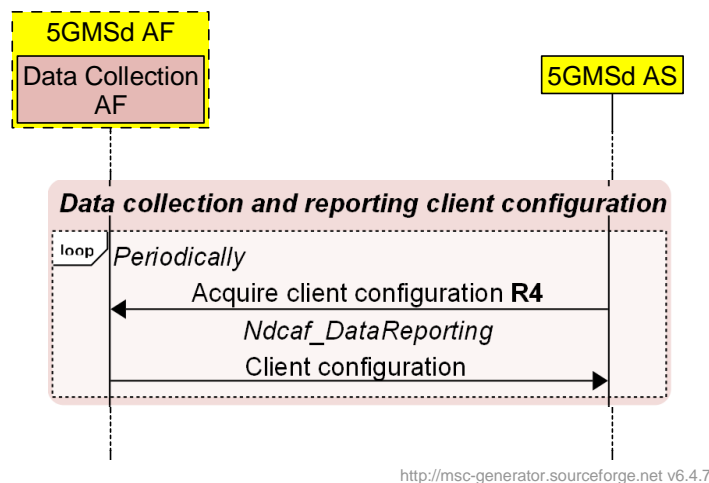 5GMSd AF
Data Collection
AF
5GMSd AS
Data collection and reporting client configuration
loop
Periodically
Acquire client configuration R4
Ndcaf_DataReporting
Client configuration
http://msc-generator.sourceforge.net v6.4.7